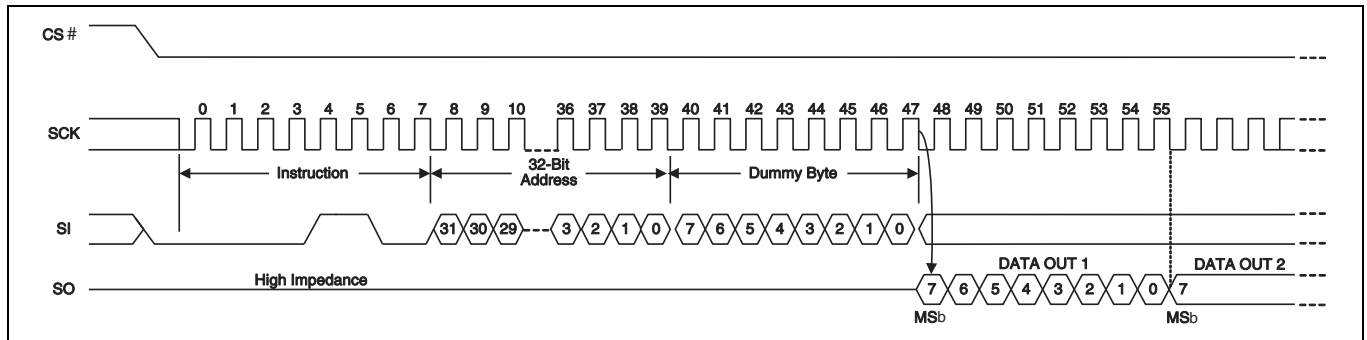 CS #
0 1 2 3 4 5 6 7 8 9 10 36 37 38 39 40 41 42 43 44 45 46 47 48 49 50 51 52 53 54 55
SCK
Instruction
32-Bit
Address
Dummy Byte
SI
31 30 29 3 2 1 0 7 6 5 4 3 2 1 0
DATA OUT 1
DATA OUT 2
High Impedance
SO
7 6 5 4 3 2 1 0 7
MSb
MSb